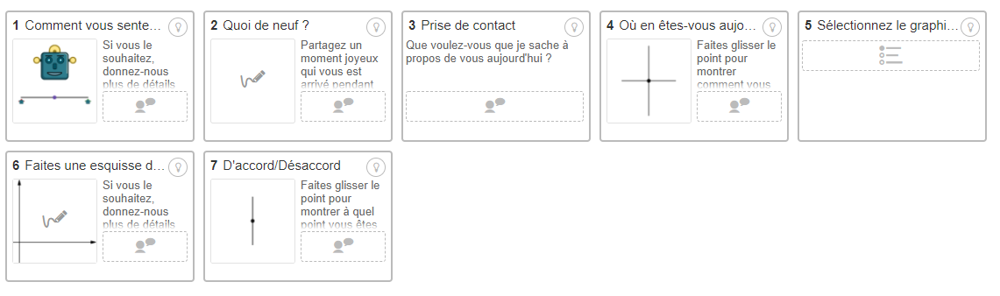 1 Comment vous sente...
Si vous le
souhaitez,
donnez-nous
plus de détails
2 Quoi de neuf ?
Partagez un
moment joyeux
qui vous est
arrivé pendant
3 Prise de contact
Que voulez-vous que je sache à
propos de vous aujourd'hui ?
4 Où en êtes-vous aujo...
Faites glisser le
point pour
montrer
comment vous
5 Sélectionnez le graphi...
6 Faites une esquisse d...
Si vous le
souhaitez,
donnez-nous
plus de détails
7 D'accord/Désaccord
Faites glisser le
point pour
montrer à quel
point vous êtes